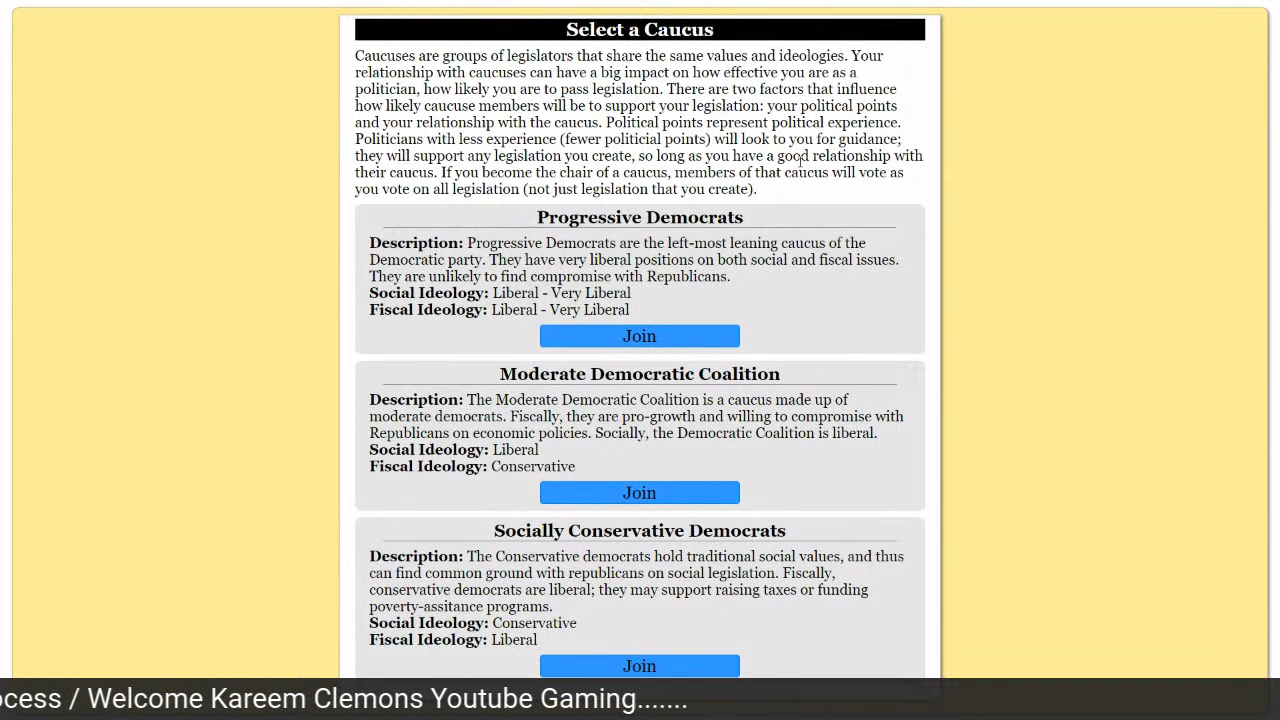 Select a Caucus
Caucuses are groups of legislators that share the same values and ideologies. Your
relationship with caucuses can have a big impact on how effective you are as a
politician, how likely you are to pass legislation. There are two factors that influence
how likely caucuse members will be to support your legislation: your political points
and your relationship with the caucus. Political points represent political experience.
Politicians with less experience (fewer politicial points) will look to you for guidance;
they will support any legislation you create, so long as you have a good relationship with
their caucus. If you become the chair of a caucus, members of that caucus will vote as
you vote on all legislation (not just legislation that you create).
Progressive Democrats
Description: Progressive Democrats are the left-most leaning caucus of the
Democratic party. They have very liberal positions on both social and fiscal issues.
They are unlikely to find compromise with Republicans.
Social Ideology: Liberal - Very Liberal
Fiscal Ideology: Liberal - Very Liberal
Join
Moderate Democratic Coalition
Description: The Moderate Democratic Coalition is a caucus made up of
moderate democrats. Fiscally, they are pro-growth and willing to compromise with
Republicans on economic policies. Socially, the Democratic Coalition is liberal.
Social Ideology: Liberal
Fiscal Ideology: Conservative
Join
Socially Conservative Democrats
Description: The Conservative democrats hold traditional social values, and thus
can find common ground with republicans on social legislation. Fiscally,
conservative democrats are liberal; they may support raising taxes or funding
poverty-assitance programs.
Social Ideology: Conservative
Fiscal Ideology: Liberal
Join
ocess / Welcome Kareem Clemons Youtube Gaming.......